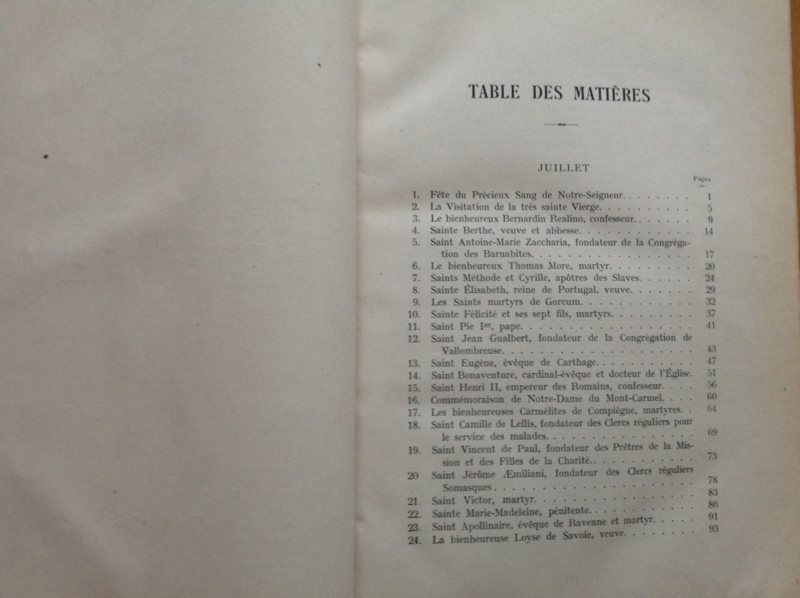 TABLE DES MATIÈRES
JUILLET
Pages
1. Fête du Précieux Sang de Notre-Seigneur. . . . . . . 1
2. La Visitation de la très sainte Vierge. . . . . . . . . 5
3. Le bienheureux Bernardin Realino, confesseur. . . . . . 9
4. Sainte Berthe, veuve et abbesse. . . . . . . . . . . 14
5. Saint Antoine-Marie Zaccharia, fondateur de la Congréga-
tion des Barnabites. . . . . . . . . . . . . . . 17
6. Le bienheureux Thomas More, martyr. . . . . . . . 20
7. Saints Méthode et Cyrille, apôtres des Slaves. . . . . 24
8. Sainte Élisabeth, reine de Portugal, veuve. . . . . . 29
9. Les Saints martyrs de Gorcum. . . . . . . . . . . 32
10. Sainte Félicité et ses sept fils, martyrs. . . . . . . . 37
11. Saint Pie Ier, pape. . . . . . . . . . . . . . . . 41
12. Saint Jean Gualbert, fondateur de la Congrégation de
Vallombreuse. . . . . . . . . . . . . . . . . . 43
13. Saint Eugène, évêque de Carthage. . . . . . . . . 47
14. Saint Bonaventure, cardinal-évêque et docteur de l'Église. 51
15. Saint Henri II, empereur des Romains, confesseur. . . . 56
16. Commémoraison de Notre-Dame du Mont-Carmel. . . . 60
17. Les bienheureuses Carmélites de Compiègne, martyres. . . 64
18. Saint Camille de Lellis, fondateur des Clercs réguliers pour
le service des malades. . . . . . . . . . . . . . 69
19. Saint Vincent de Paul, fondateur des Prêtres de la Mis-
sion et des Filles de la Charité. . . . . . . . . . . 73
20 Saint Jérôme Æmiliani, fondateur des Clercs réguliers
Somasques . . . . . . . . . . . . . . . . . . . 78
21. Saint Victor, martyr. . . . . . . . . . . . . . . . 83
22. Sainte Marie-Madeleine, pénitente. . . . . . . . . . 86
23. Saint Apollinaire, évêque de Ravenne et martyr. . . . . 91
24. La bienheureuse Loyse de Savoie, veuve. . . . . . . 93